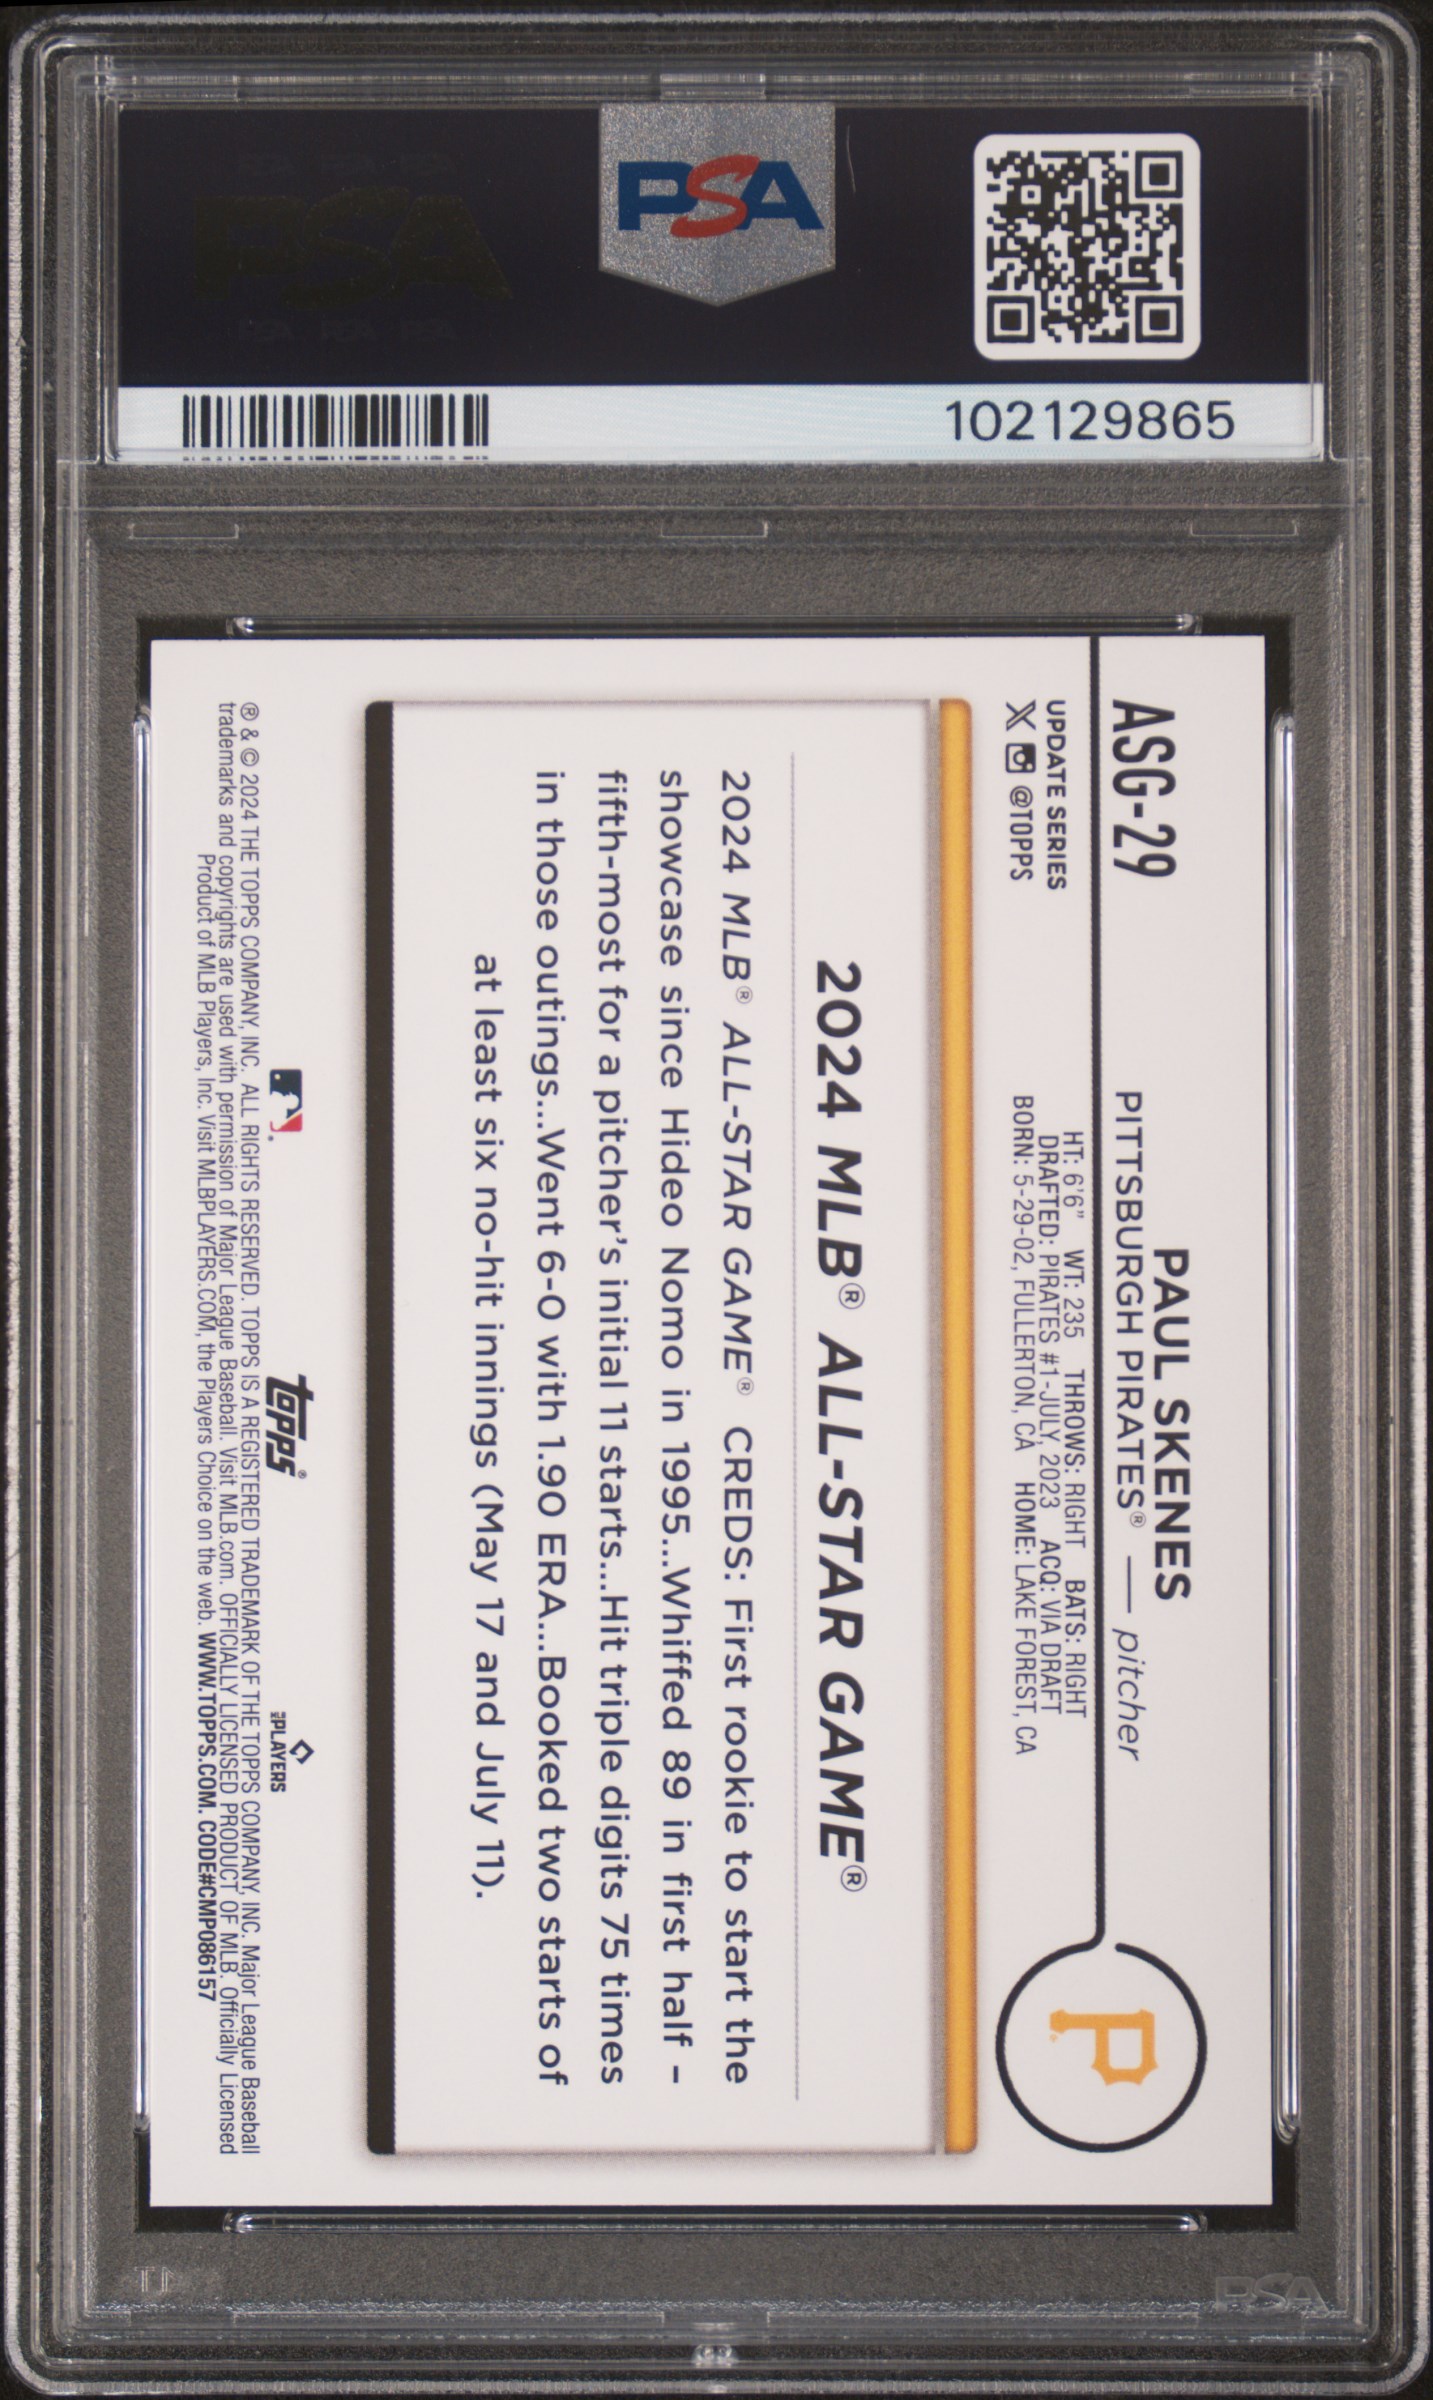 PSA
PSA
102129865
ASG-29
PAUL SKENES
PITTSBURGH PIRATES® — pitcher
UPDATE SERIES
X @TOPPS
HT: 6'6" WT: 235 THROWS: RIGHT BATS: RIGHT
DRAFTED: PIRATES #1-JULY, 2023 ACQ: VIA DRAFT
BORN: 5-29-02, FULLERTON, CA HOME: LAKE FOREST, CA
P
2024 MLB® ALL-STAR GAME®
2024 MLB® ALL-STAR GAME® CREDS: First rookie to start the
showcase since Hideo Nomo in 1995...Whiffed 89 in first half –
fifth-most for a pitcher's initial 11 starts...Hit triple digits 75 times
in those outings...Went 6-0 with 1.90 ERA...Booked two starts of
at least six no-hit innings (May 17 and July 11).
topps®
PLAYERS
® & © 2024 THE TOPPS COMPANY, INC. ALL RIGHTS RESERVED. TOPPS IS A REGISTERED TRADEMARK OF THE TOPPS COMPANY, INC. Major League Baseball
trademarks and copyrights are used with permission of Major League Baseball. Visit MLB.com. OFFICIALLY LICENSED PRODUCT OF MLB. Officially Licensed
Product of MLB Players, Inc. Visit MLBPLAYERS.COM, the Players Choice on the web. WWW.TOPPS.COM. CODE#CMP086157
PSA